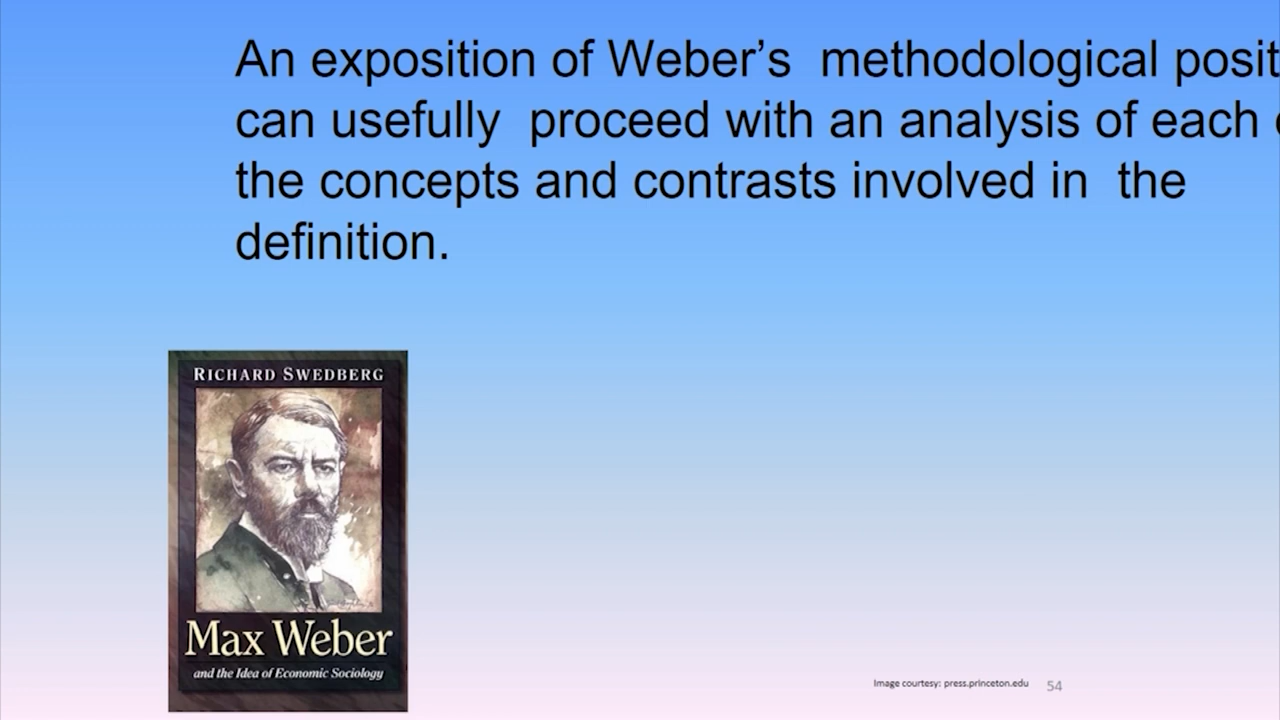 An exposition of Weber’s methodological posit
can usefully proceed with an analysis of each
the concepts and contrasts involved in the
definition.
RICHARD SWEDBERG
Max Weber
and the Idea of Economic Sociology
Image courtesy: press.princeton.edu
54